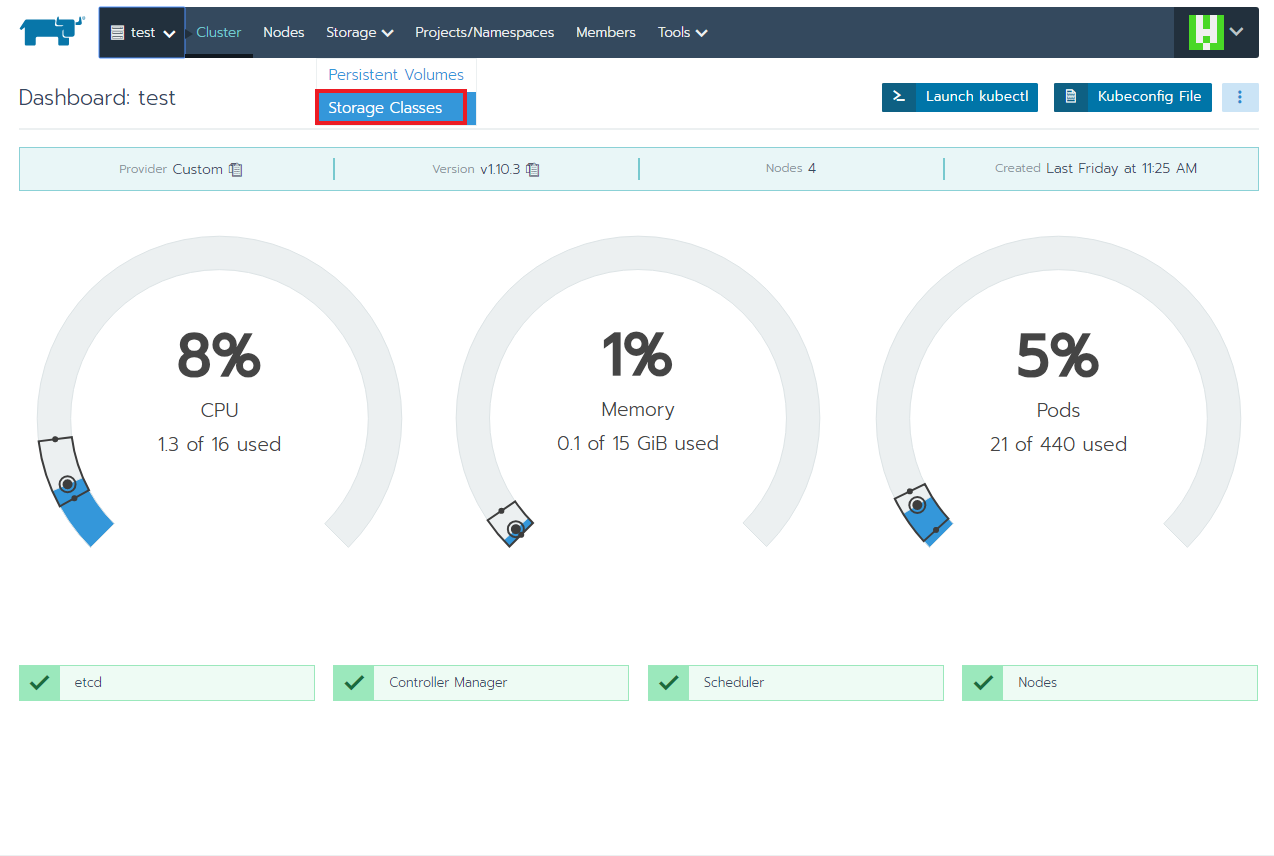 test Cluster Nodes Storage Projects/Namespaces Members Tools
Persistent Volumes
Storage Classes
Dashboard: test
Launch kubectl Kubeconfig File
Provider Custom Version v1.10.3 Nodes 4 Created Last Friday at 11:25 AM
8%
CPU
1.3 of 16 used
1%
Memory
0.1 of 15 GiB used
5%
Pods
21 of 440 used
etcd Controller Manager Scheduler Nodes